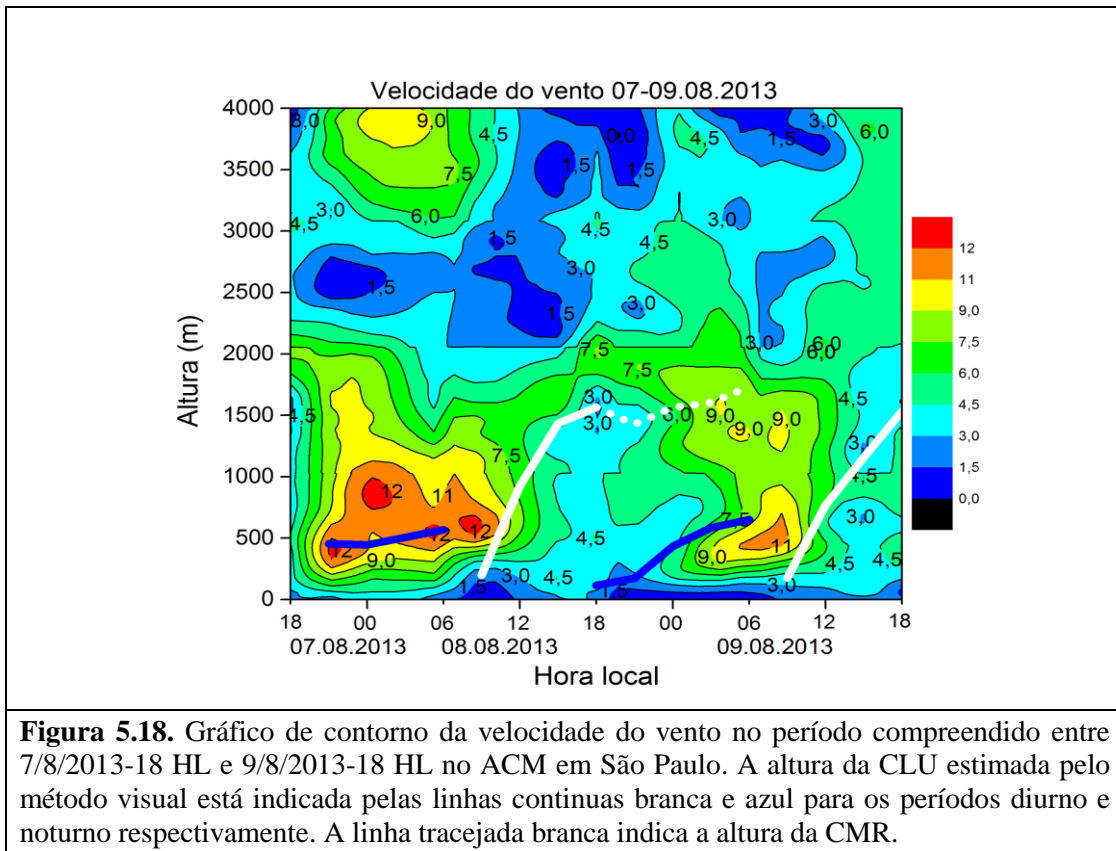 Velocidade do vento 07-09.08.2013
4000
3500
3000
2500
2000
1500
1000
500
0
Altura (m)
3,0 9,0 4,5 0,0 4,5 3,0 6,0
1,5 1,5
7,5 1,5 1,5
3,0 6,0 4,5 3,0
4,5 1,5 4,5
3,0
1,5 1,5 3,0
7,5 3,0 6,0
7,5 6,0
3,0 6,0 9,0 4,5
3,0 9,0 9,0 3,0
7,5 4,5
12 11
7,5 3,0
12 12 4,5 11
12 9,0 9,0 4,5 4,5
1,5 3,0 4,5 1,5 3,0
12
11
9,0
7,5
6,0
4,5
3,0
1,5
0,0
18 00 06 12 18 00 06 12 18
07.08.2013 08.08.2013 09.08.2013
Hora local
Figura 5.18. Gráfico de contorno da velocidade do vento no período compreendido entre
7/8/2013-18 HL e 9/8/2013-18 HL no ACM em São Paulo. A altura da CLU estimada pelo
método visual está indicada pelas linhas continuas branca e azul para os períodos diurno e
noturno respectivamente. A linha tracejada branca indica a altura da CMR.